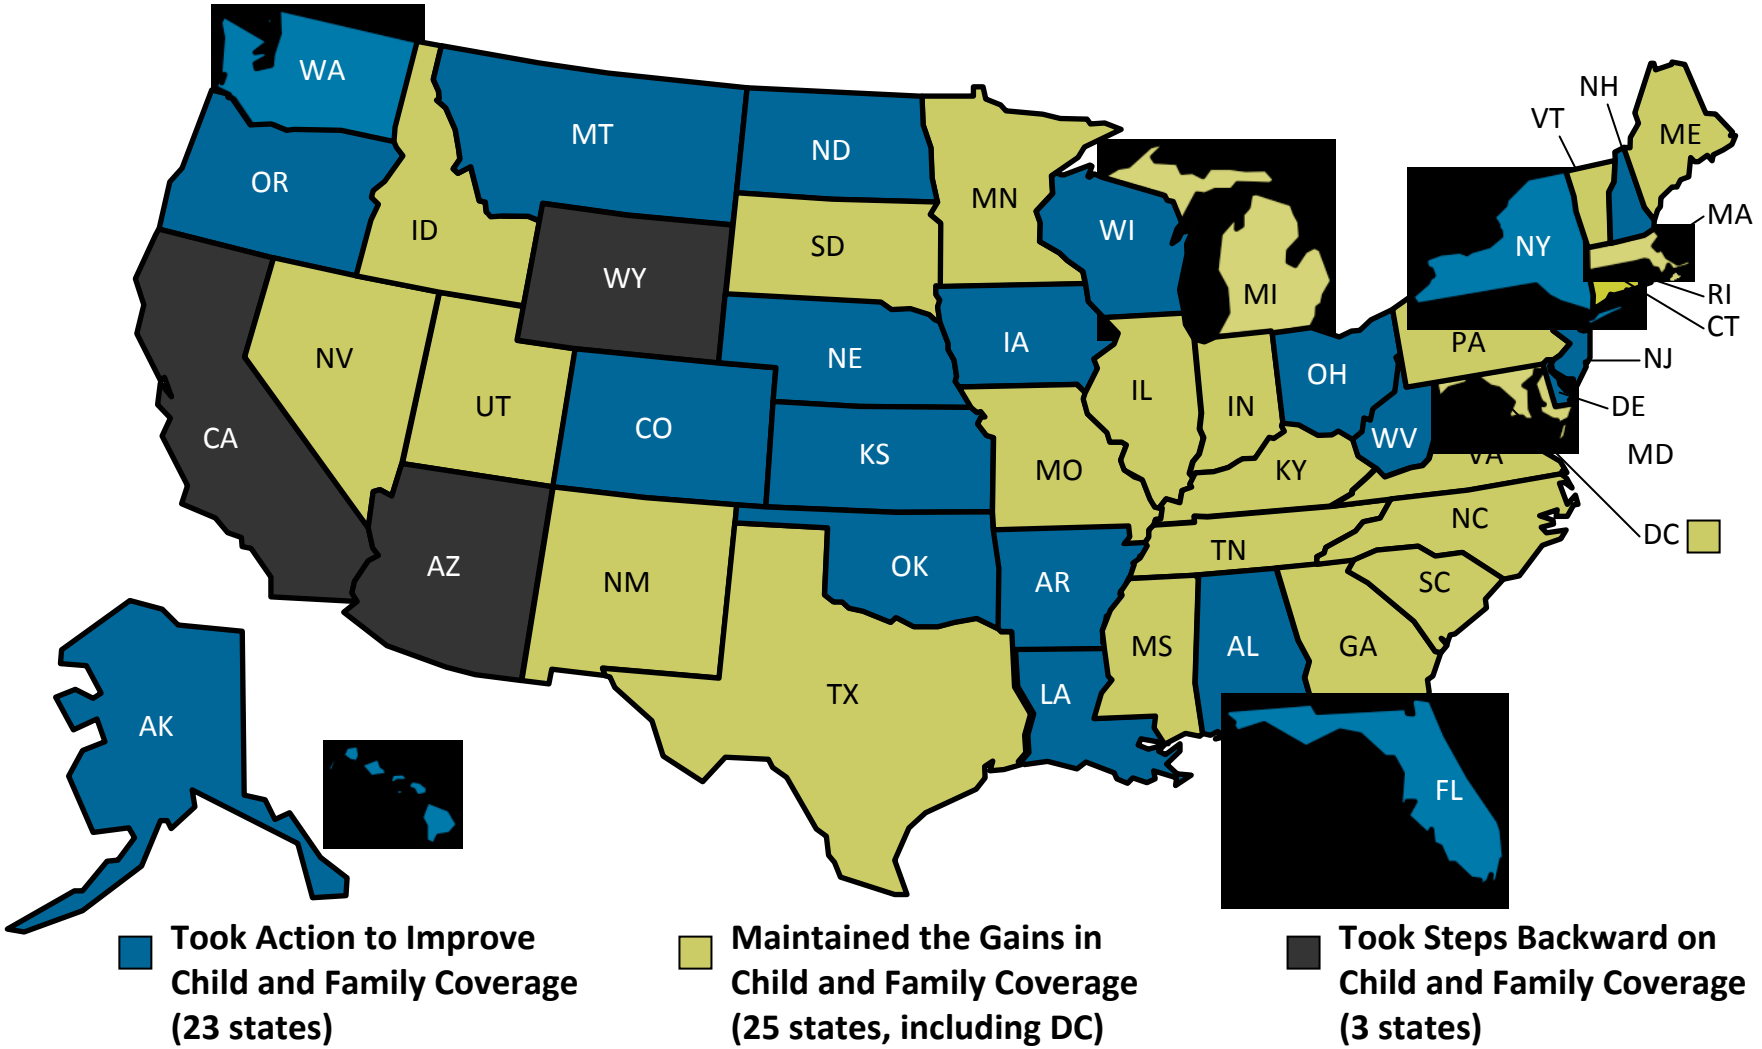 WA
MT
ND
OR
ID
MN
WI
SD
WY
NH
VT
ME
MA
NY
MI
RI
CT
NV
UT
CO
NE
IA
PA
NJ
OH
IL
IN
DE
CA
KS
MO
KY
WV
VA
MD
NC
DC
AZ
NM
OK
AR
TN
SC
MS
AL
GA
TX
LA
AK
FL
Took Action to Improve
Child and Family Coverage
(23 states)
Maintained the Gains in
Child and Family Coverage
(25 states, including DC)
Took Steps Backward on
Child and Family Coverage
(3 states)